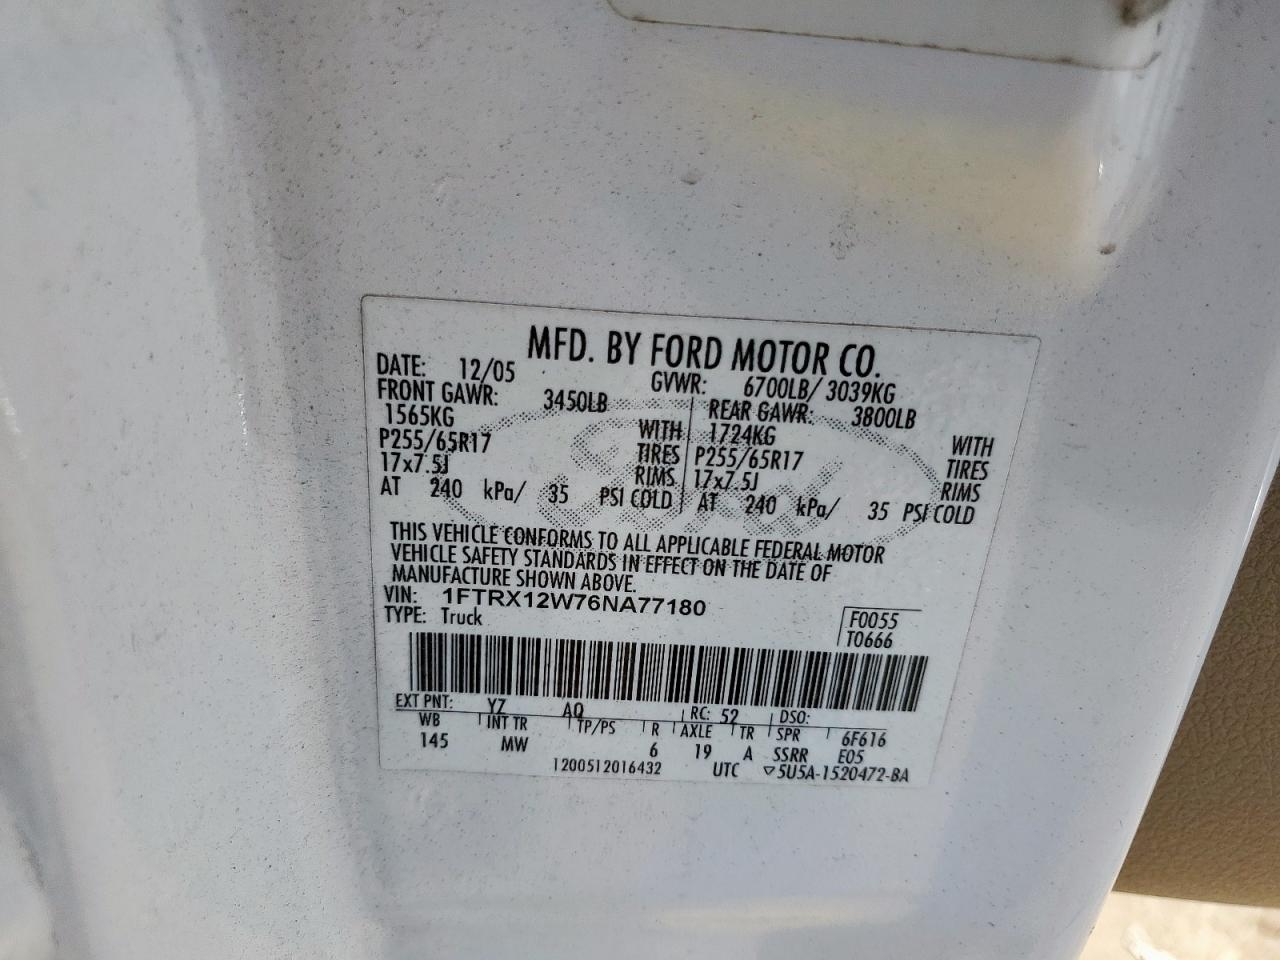 MFD. BY FORD MOTOR CO.
DATE: 12/05 GVWR: 6700LB/ 3039KG
FRONT GAWR: 3450LB REAR GAWR: 3800LB
1565KG WITH 1724KG WITH
P255/65R17 TIRES P255/65R17 TIRES
17x7.5J RIMS 17x7.5J RIMS
AT 240 kPa/ 35 PSI COLD AT 240 kPa/ 35 PSI COLD
THIS VEHICLE CONFORMS TO ALL APPLICABLE FEDERAL MOTOR
VEHICLE SAFETY STANDARDS IN EFFECT ON THE DATE OF
MANUFACTURE SHOWN ABOVE.
VIN: 1FTRX12W76NA77180
TYPE: Truck
F0055
T0666
EXT PNT: YZ AQ RC: 52 DSO:
WB INT TR TP/PS R AXLE TR SPR 6F616
145 MW 6 19 A SSRR E05
1200512016432 UTC ▽5U5A-1520472-BA